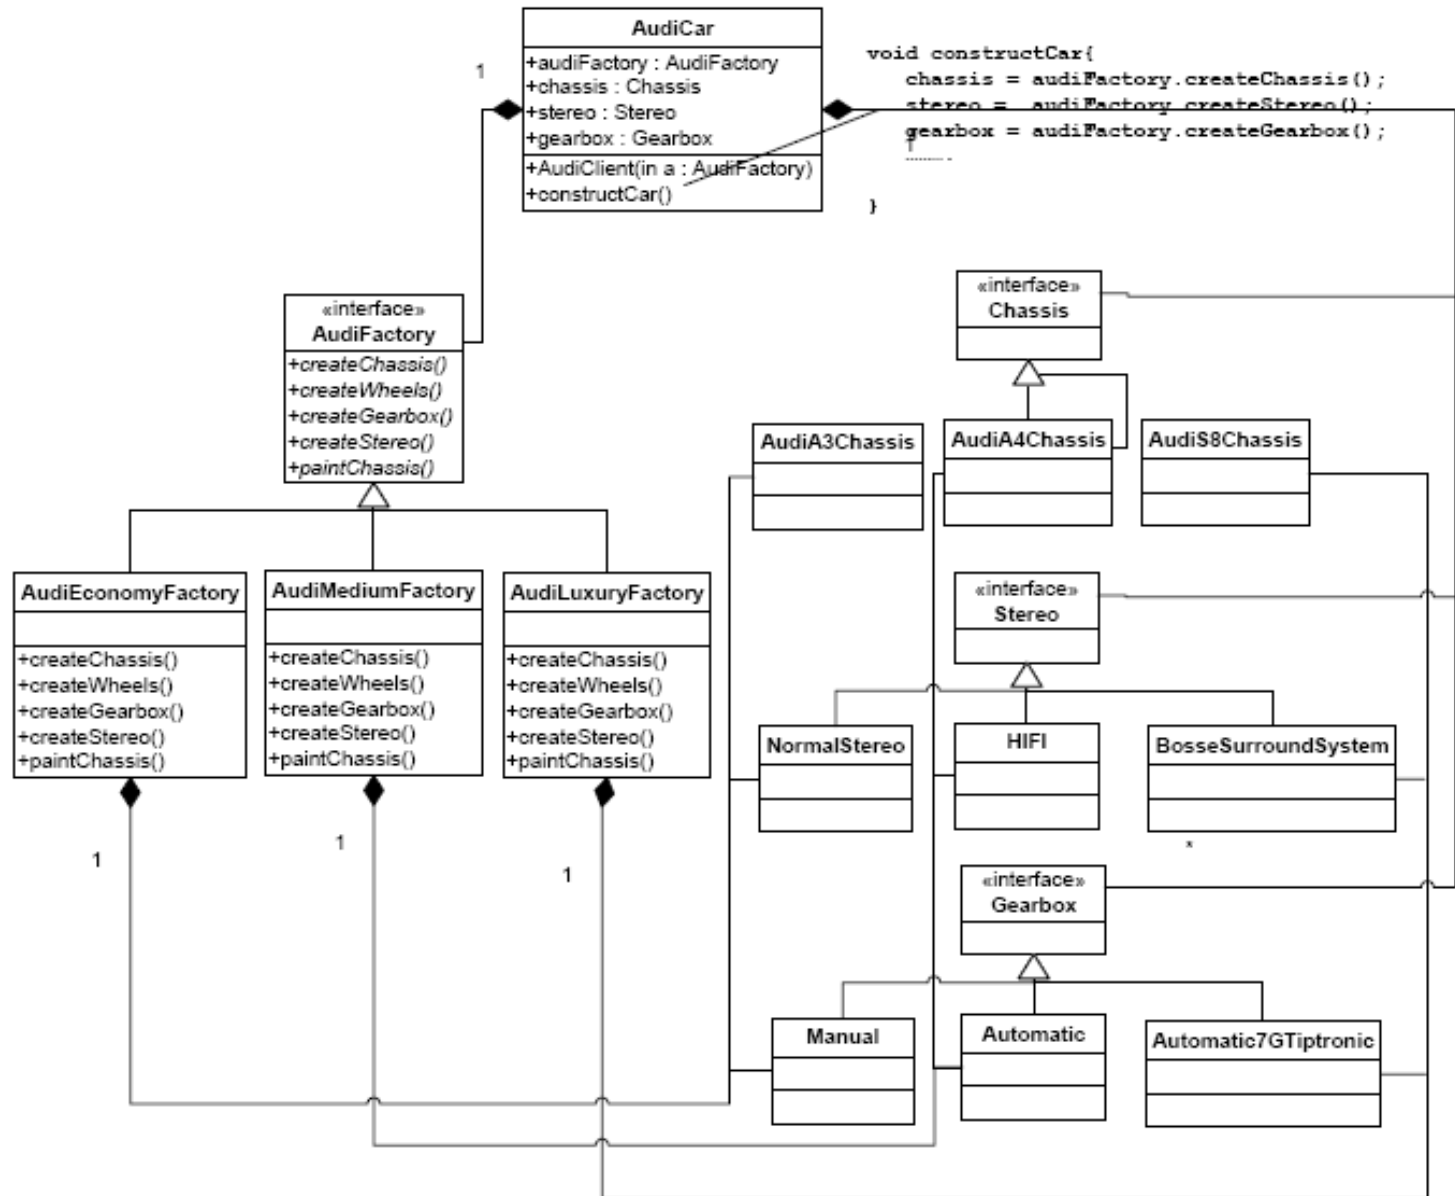 AudiCar
+audiFactory : AudiFactory
+chassis : Chassis
+stereo : Stereo
+gearbox : Gearbox
+AudiClient(in a : AudiFactory)
+constructCar()
1
void constructCar{
chassis = audiFactory.createChassis();
stereo = audiFactory.createStereo();
gearbox = audiFactory.createGearbox();
}
«interface»
AudiFactory
+createChassis()
+createWheels()
+createGearbox()
+createStereo()
+paintChassis()
«interface»
Chassis
AudiA3Chassis
AudiA4Chassis
AudiS8Chassis
AudiEconomyFactory
+createChassis()
+createWheels()
+createGearbox()
+createStereo()
+paintChassis()
1
AudiMediumFactory
+createChassis()
+createWheels()
+createGearbox()
+createStereo()
+paintChassis()
1
AudiLuxuryFactory
+createChassis()
+createWheels()
+createGearbox()
+createStereo()
+paintChassis()
1
«interface»
Stereo
NormalStereo
HIFI
BosseSurroundSystem
*
«interface»
Gearbox
Manual
Automatic
Automatic7GTiptronic